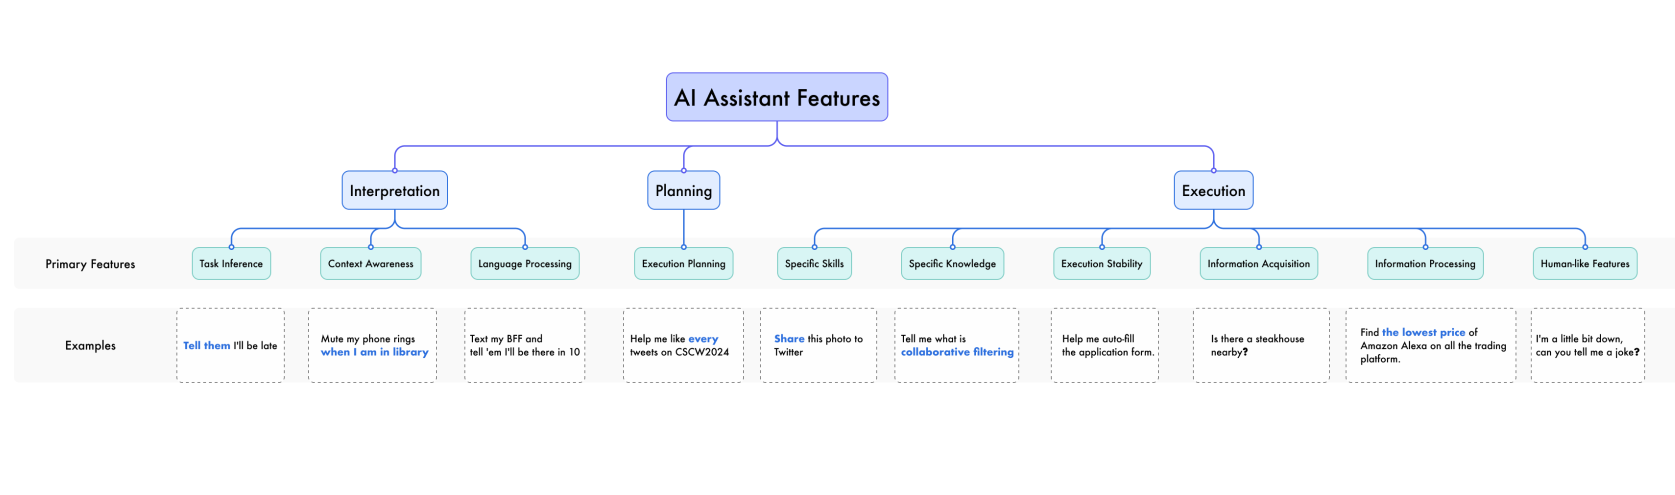 AI Assistant Features
Interpretation
Planning
Execution
Primary Features
Task Inference
Context Awareness
Language Processing
Execution Planning
Specific Skills
Specific Knowledge
Execution Stability
Information Acquisition
Information Processing
Human-like Features
Examples
Tell them I'll be late
Mute my phone rings
when I am in library
Text my BFF and
tell 'em I'll be there in 10
Help me like every
tweets on CSCW2024
Share this photo to
Twitter
Tell me what is
collaborative filtering
Help me auto-fill
the application form.
Is there a steakhouse
nearby?
Find the lowest price of
Amazon Alexa on all the trading
platform.
I'm a little bit down,
can you tell me a joke?